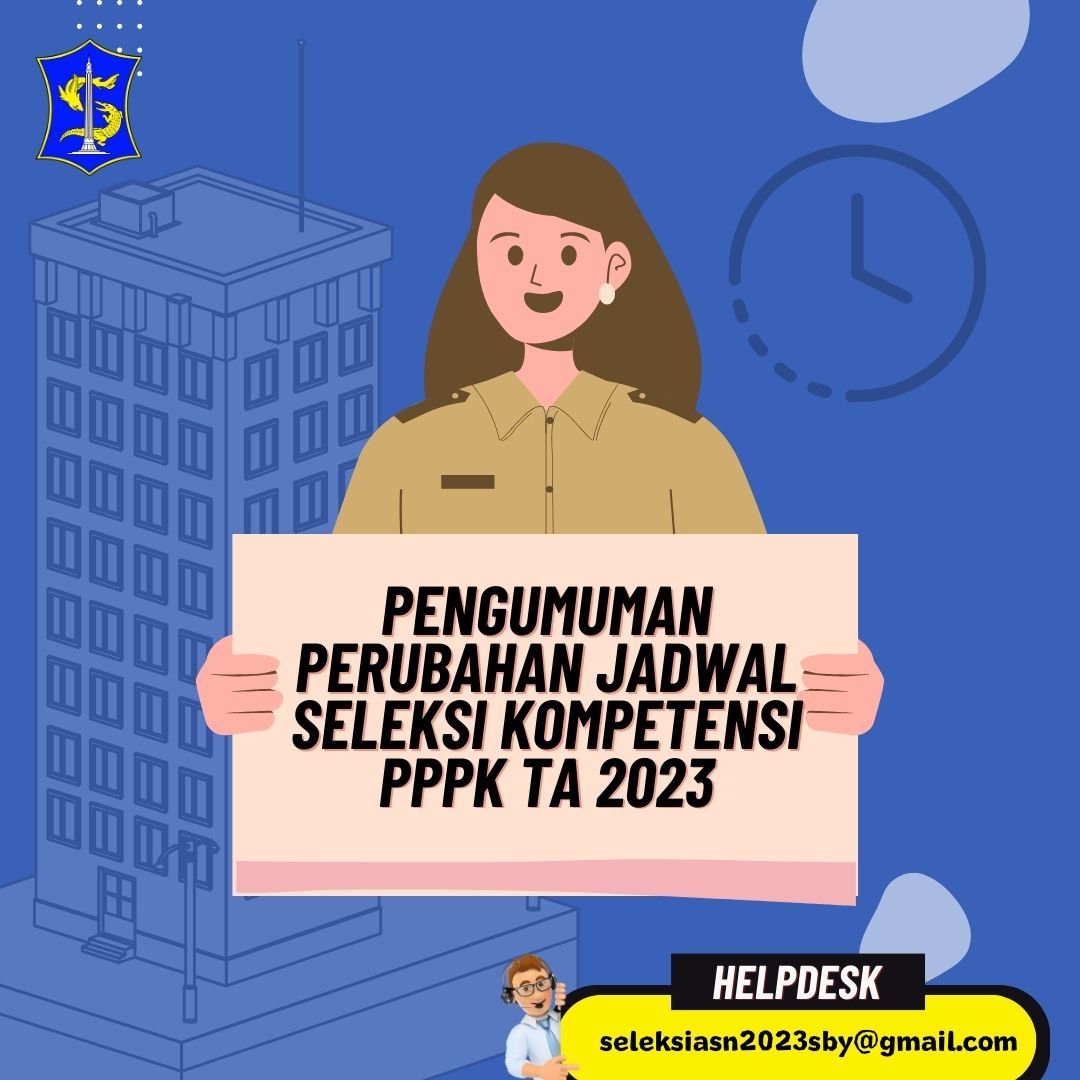 PENGUMUMAN
PERUBAHAN JADWAL
SELEKSI KOMPETENSI
PPPK TA 2023
HELPDESK
seleksiasn2023sby@gmail.com